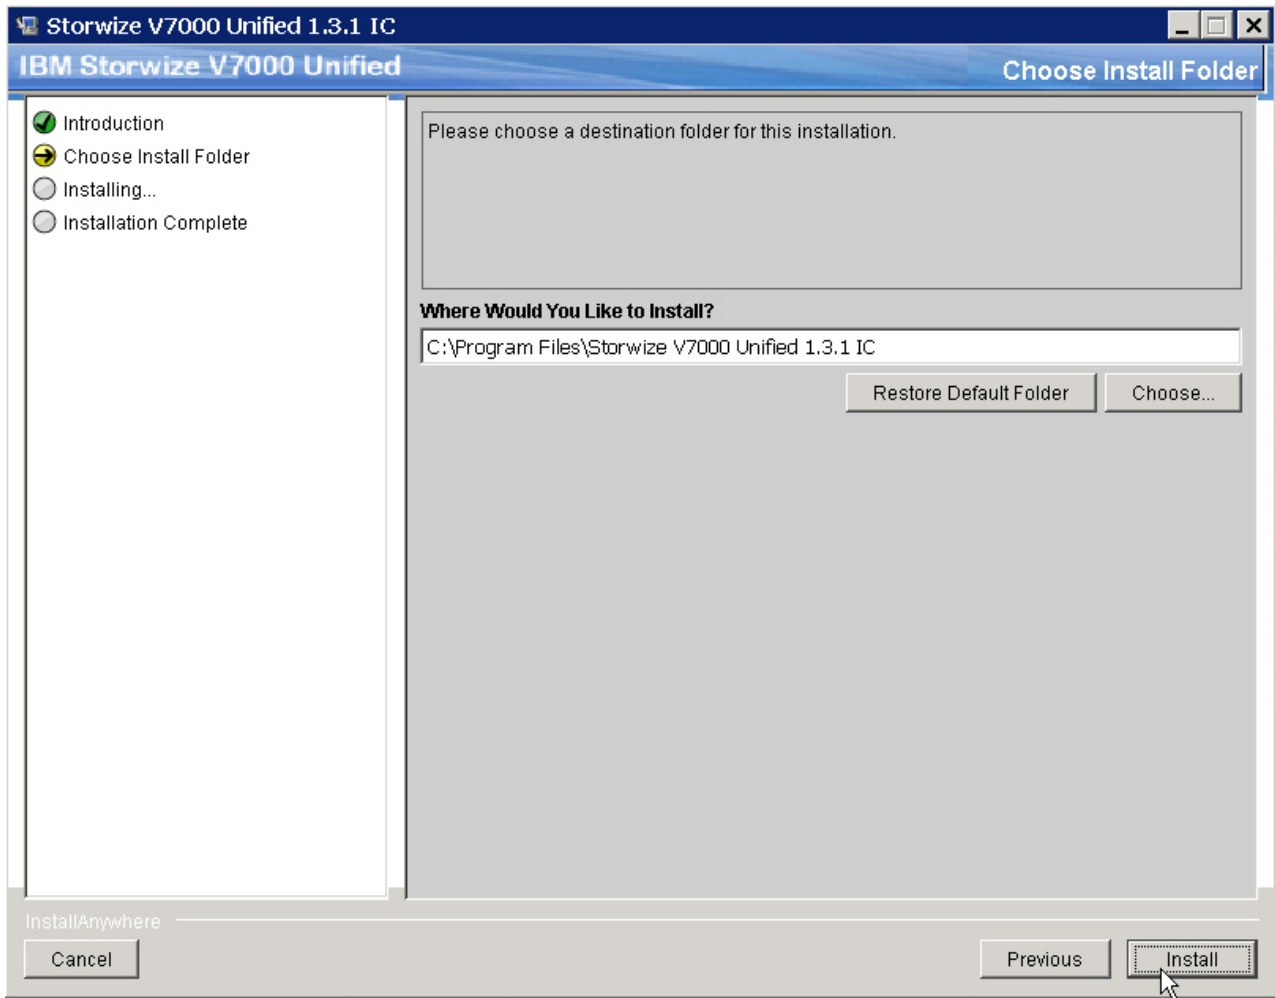 Storwize V7000 Unified 1.3.1 IC
IBM Storwize V7000 Unified
Choose Install Folder
Introduction
Choose Install Folder
Installing...
Installation Complete
Please choose a destination folder for this installation.
Where Would You Like to Install?
C:\Program Files\Storwize V7000 Unified 1.3.1 IC
Restore Default Folder
Choose...
InstallAnywhere
Cancel
Previous
Install